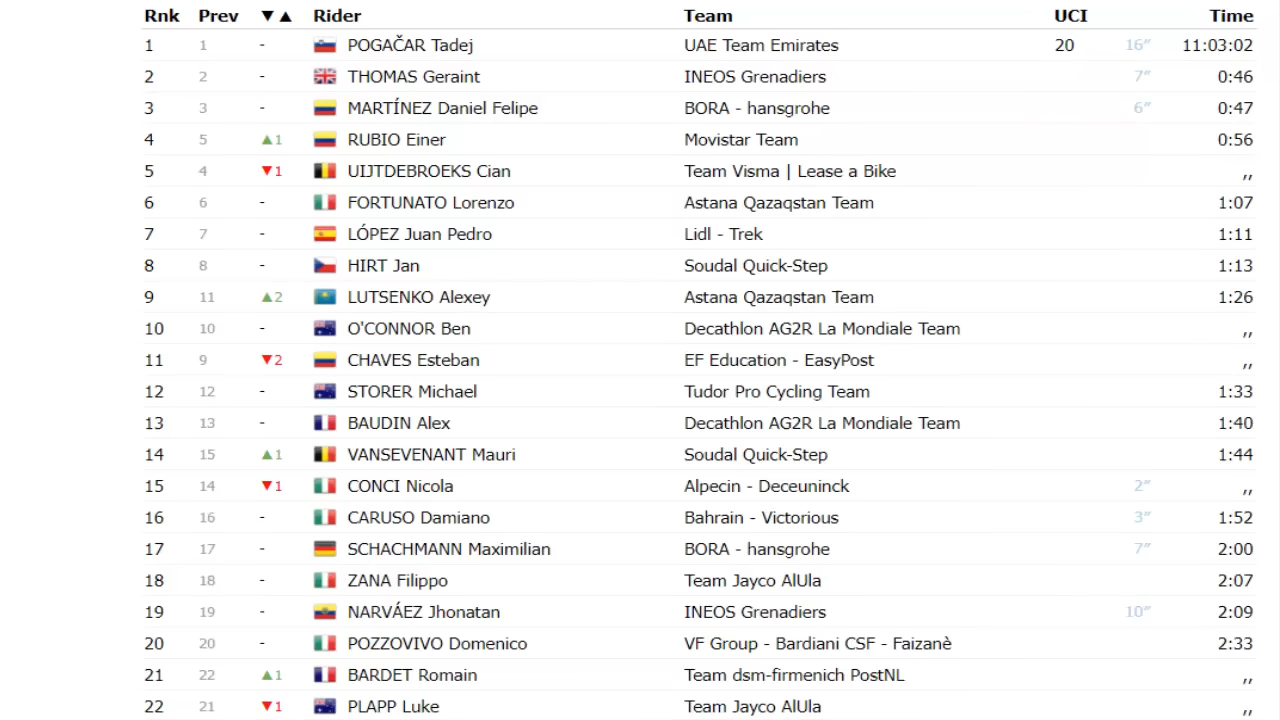 Rnk Prev ▼▲ Rider Team UCI Time
1 1 - POGAČAR Tadej UAE Team Emirates 20 16″ 11:03:02
2 2 - THOMAS Geraint INEOS Grenadiers 7″ 0:46
3 3 - MARTÍNEZ Daniel Felipe BORA - hansgrohe 6″ 0:47
4 5 ▲1 RUBIO Einer Movistar Team 0:56
5 4 ▼1 UIJTDEBROEKS Cian Team Visma | Lease a Bike ,,
6 6 - FORTUNATO Lorenzo Astana Qazaqstan Team 1:07
7 7 - LÓPEZ Juan Pedro Lidl - Trek 1:11
8 8 - HIRT Jan Soudal Quick-Step 1:13
9 11 ▲2 LUTSENKO Alexey Astana Qazaqstan Team 1:26
10 10 - O'CONNOR Ben Decathlon AG2R La Mondiale Team ,,
11 9 ▼2 CHAVES Esteban EF Education - EasyPost ,,
12 12 - STORER Michael Tudor Pro Cycling Team 1:33
13 13 - BAUDIN Alex Decathlon AG2R La Mondiale Team 1:40
14 15 ▲1 VANSEVENANT Mauri Soudal Quick-Step 1:44
15 14 ▼1 CONCI Nicola Alpecin - Deceuninck 2″ ,,
16 16 - CARUSO Damiano Bahrain - Victorious 3″ 1:52
17 17 - SCHACHMANN Maximilian BORA - hansgrohe 7″ 2:00
18 18 - ZANA Filippo Team Jayco AlUla 2:07
19 19 - NARVÁEZ Jhonatan INEOS Grenadiers 10″ 2:09
20 20 - POZZOVIVO Domenico VF Group - Bardiani CSF - Faizanè 2:33
21 22 ▲1 BARDET Romain Team dsm-firmenich PostNL ,,
22 21 ▼1 PLAPP Luke Team Jayco AlUla ,,